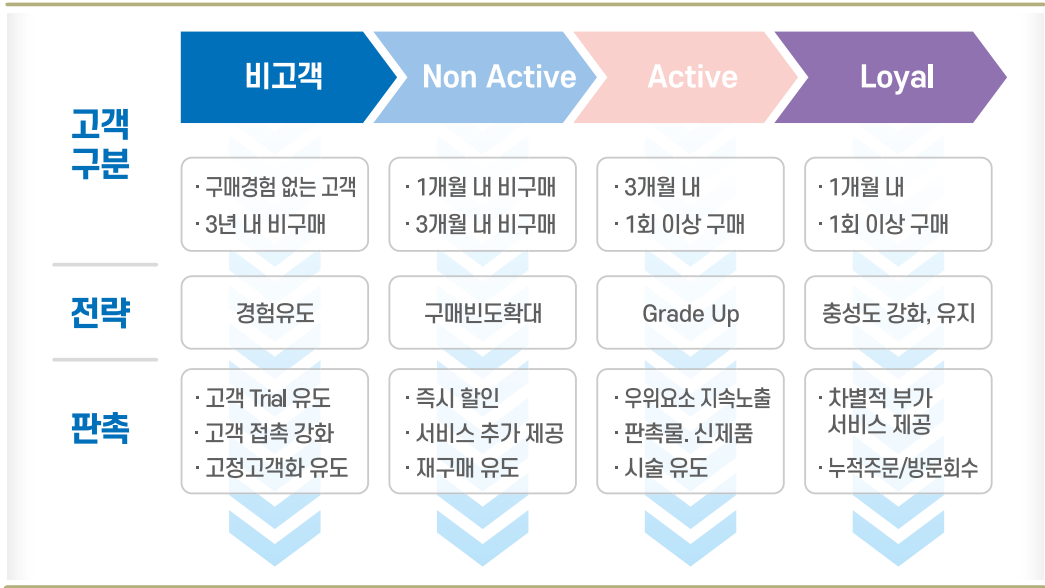 비고객
Non Active
Active
Loyal
고객
구분
· 구매경험 없는 고객
· 3년 내 비구매
· 1개월 내 비구매
· 3개월 내 비구매
· 3개월 내
· 1회 이상 구매
· 1개월 내
· 1회 이상 구매
전략
경험유도
구매빈도확대
Grade Up
충성도 강화, 유지
판촉
· 고객 Trial 유도
· 고객 접촉 강화
· 고정고객화 유도
· 즉시 할인
· 서비스 추가 제공
· 재구매 유도
· 우위요소 지속노출
· 판촉물. 신제품
· 시술 유도
· 차별적 부가
서비스 제공
· 누적주문/방문회수